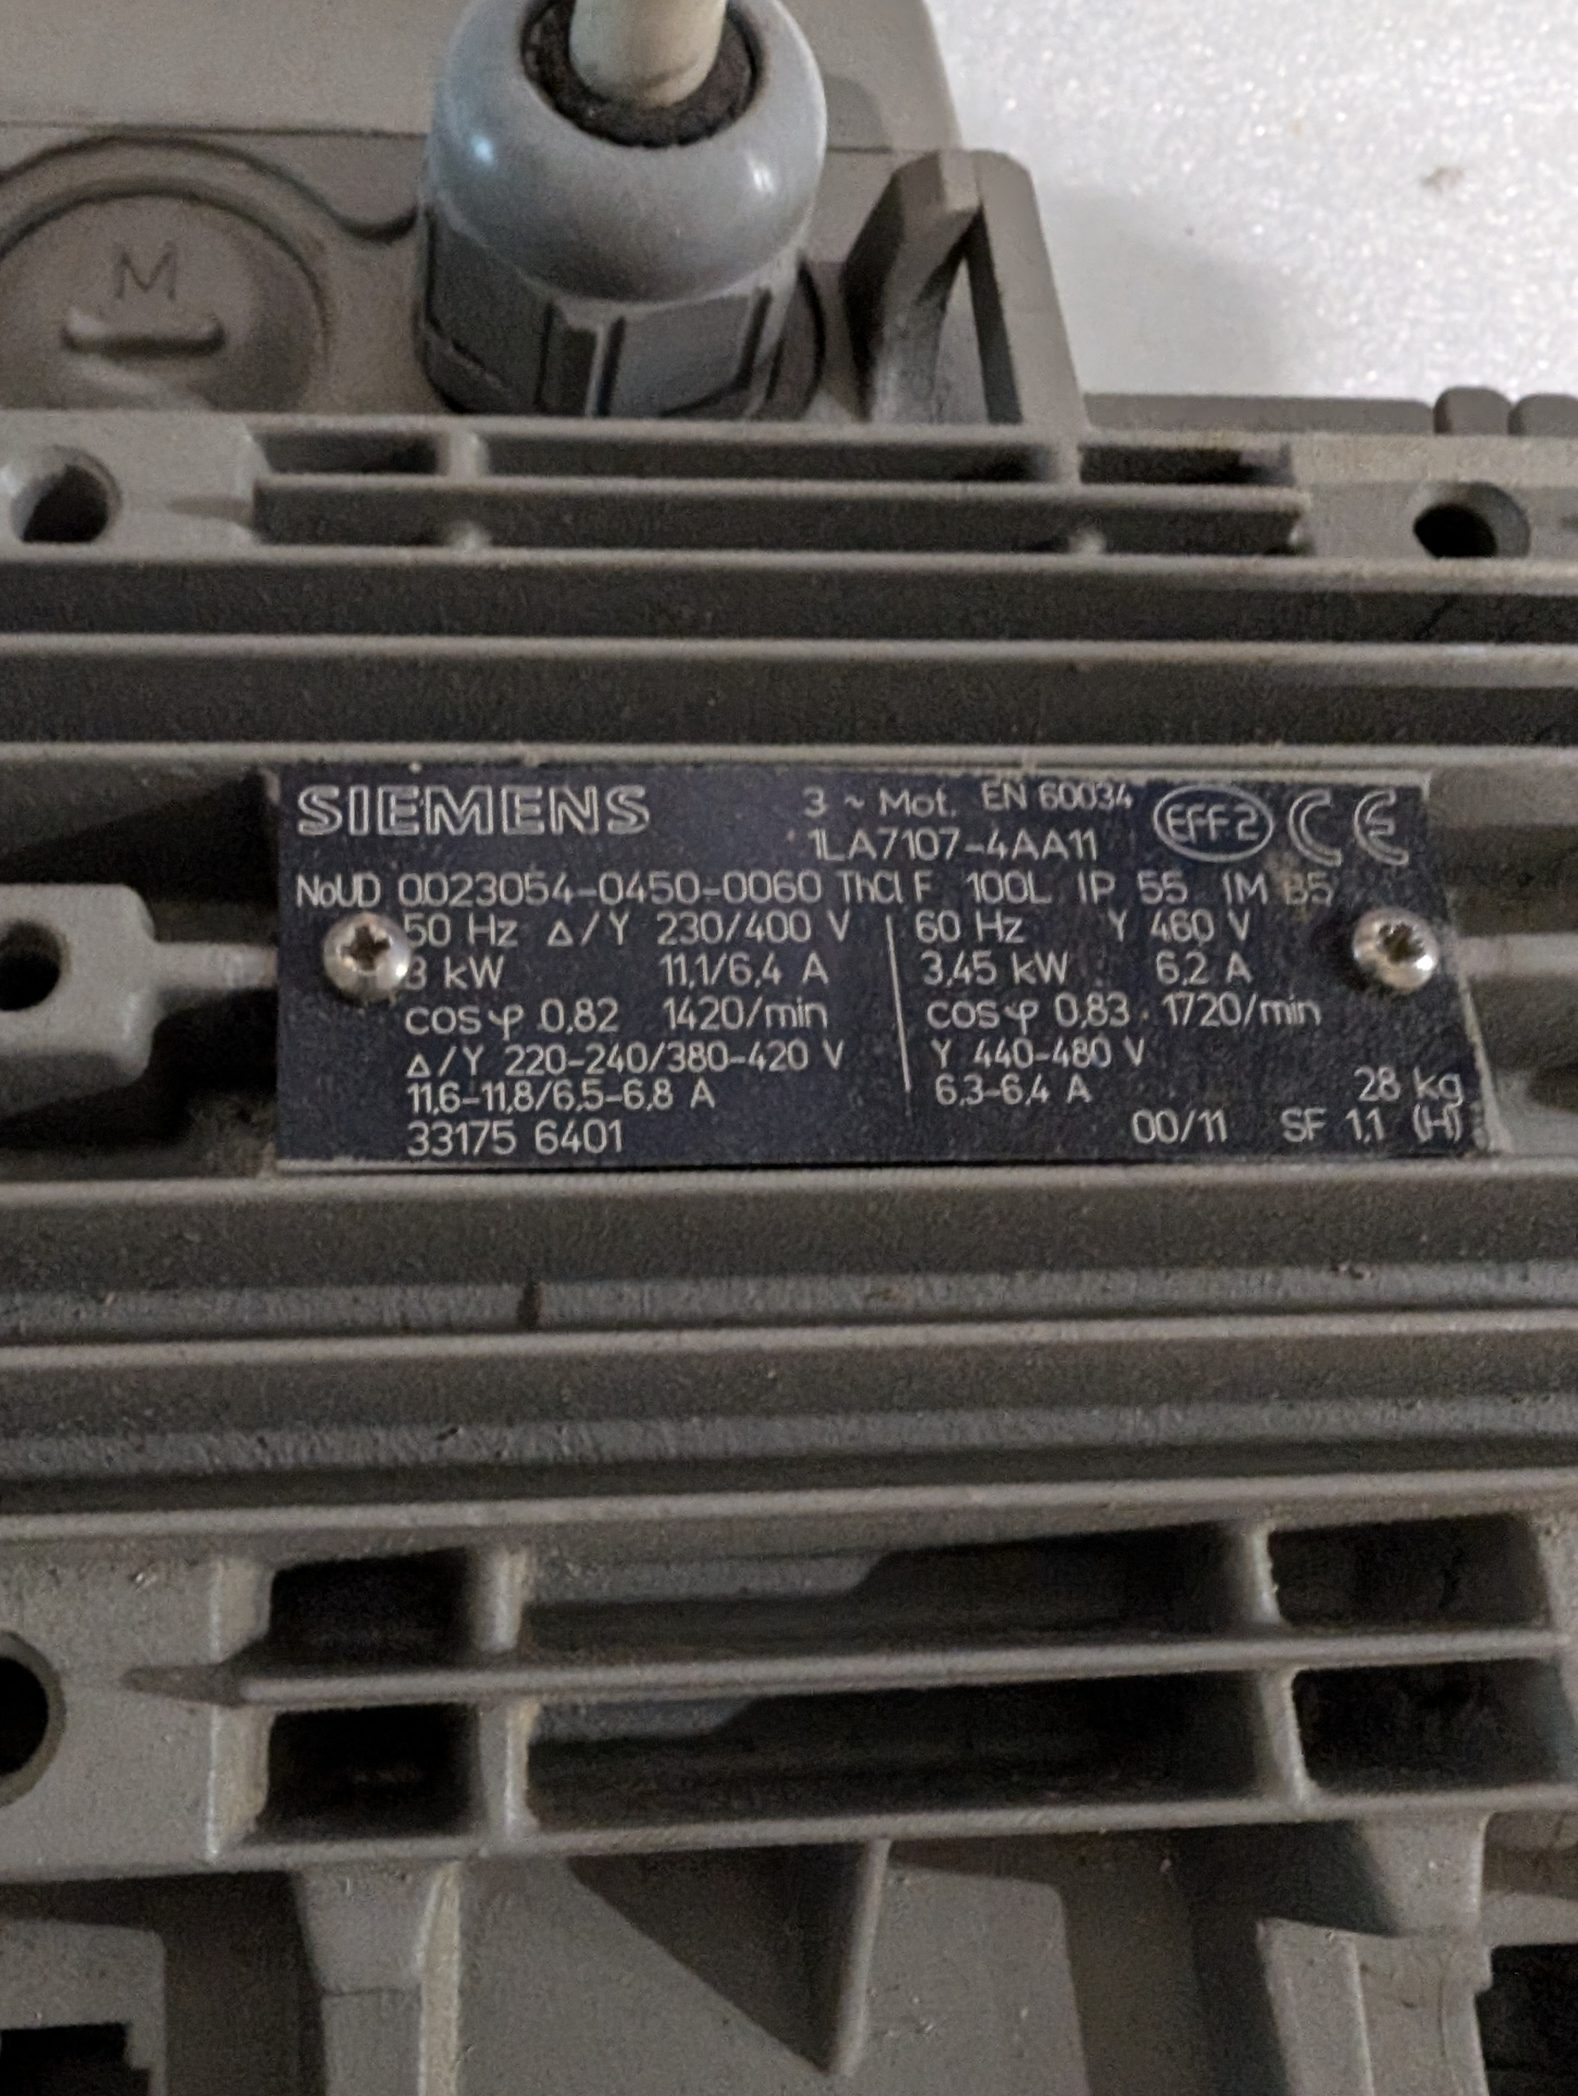 M
SIEMENS 3 ~ Mot. EN 60034 EFF2 CE
1LA7107-4AA11
NoUD 0023054-0450-0060 ThCl F 100L IP 55 IM B5
50 Hz Δ/Y 230/400 V 60 Hz Y 460 V
3 kW 11,1/6,4 A 3,45 kW 6,2 A
cos φ 0,82 1420/min cos φ 0,83 1720/min
Δ/Y 220-240/380-420 V Y 440-480 V
11,6-11,8/6,5-6,8 A 6,3-6,4 A 28 kg
33175 6401 00/11 SF 1,1 (H)